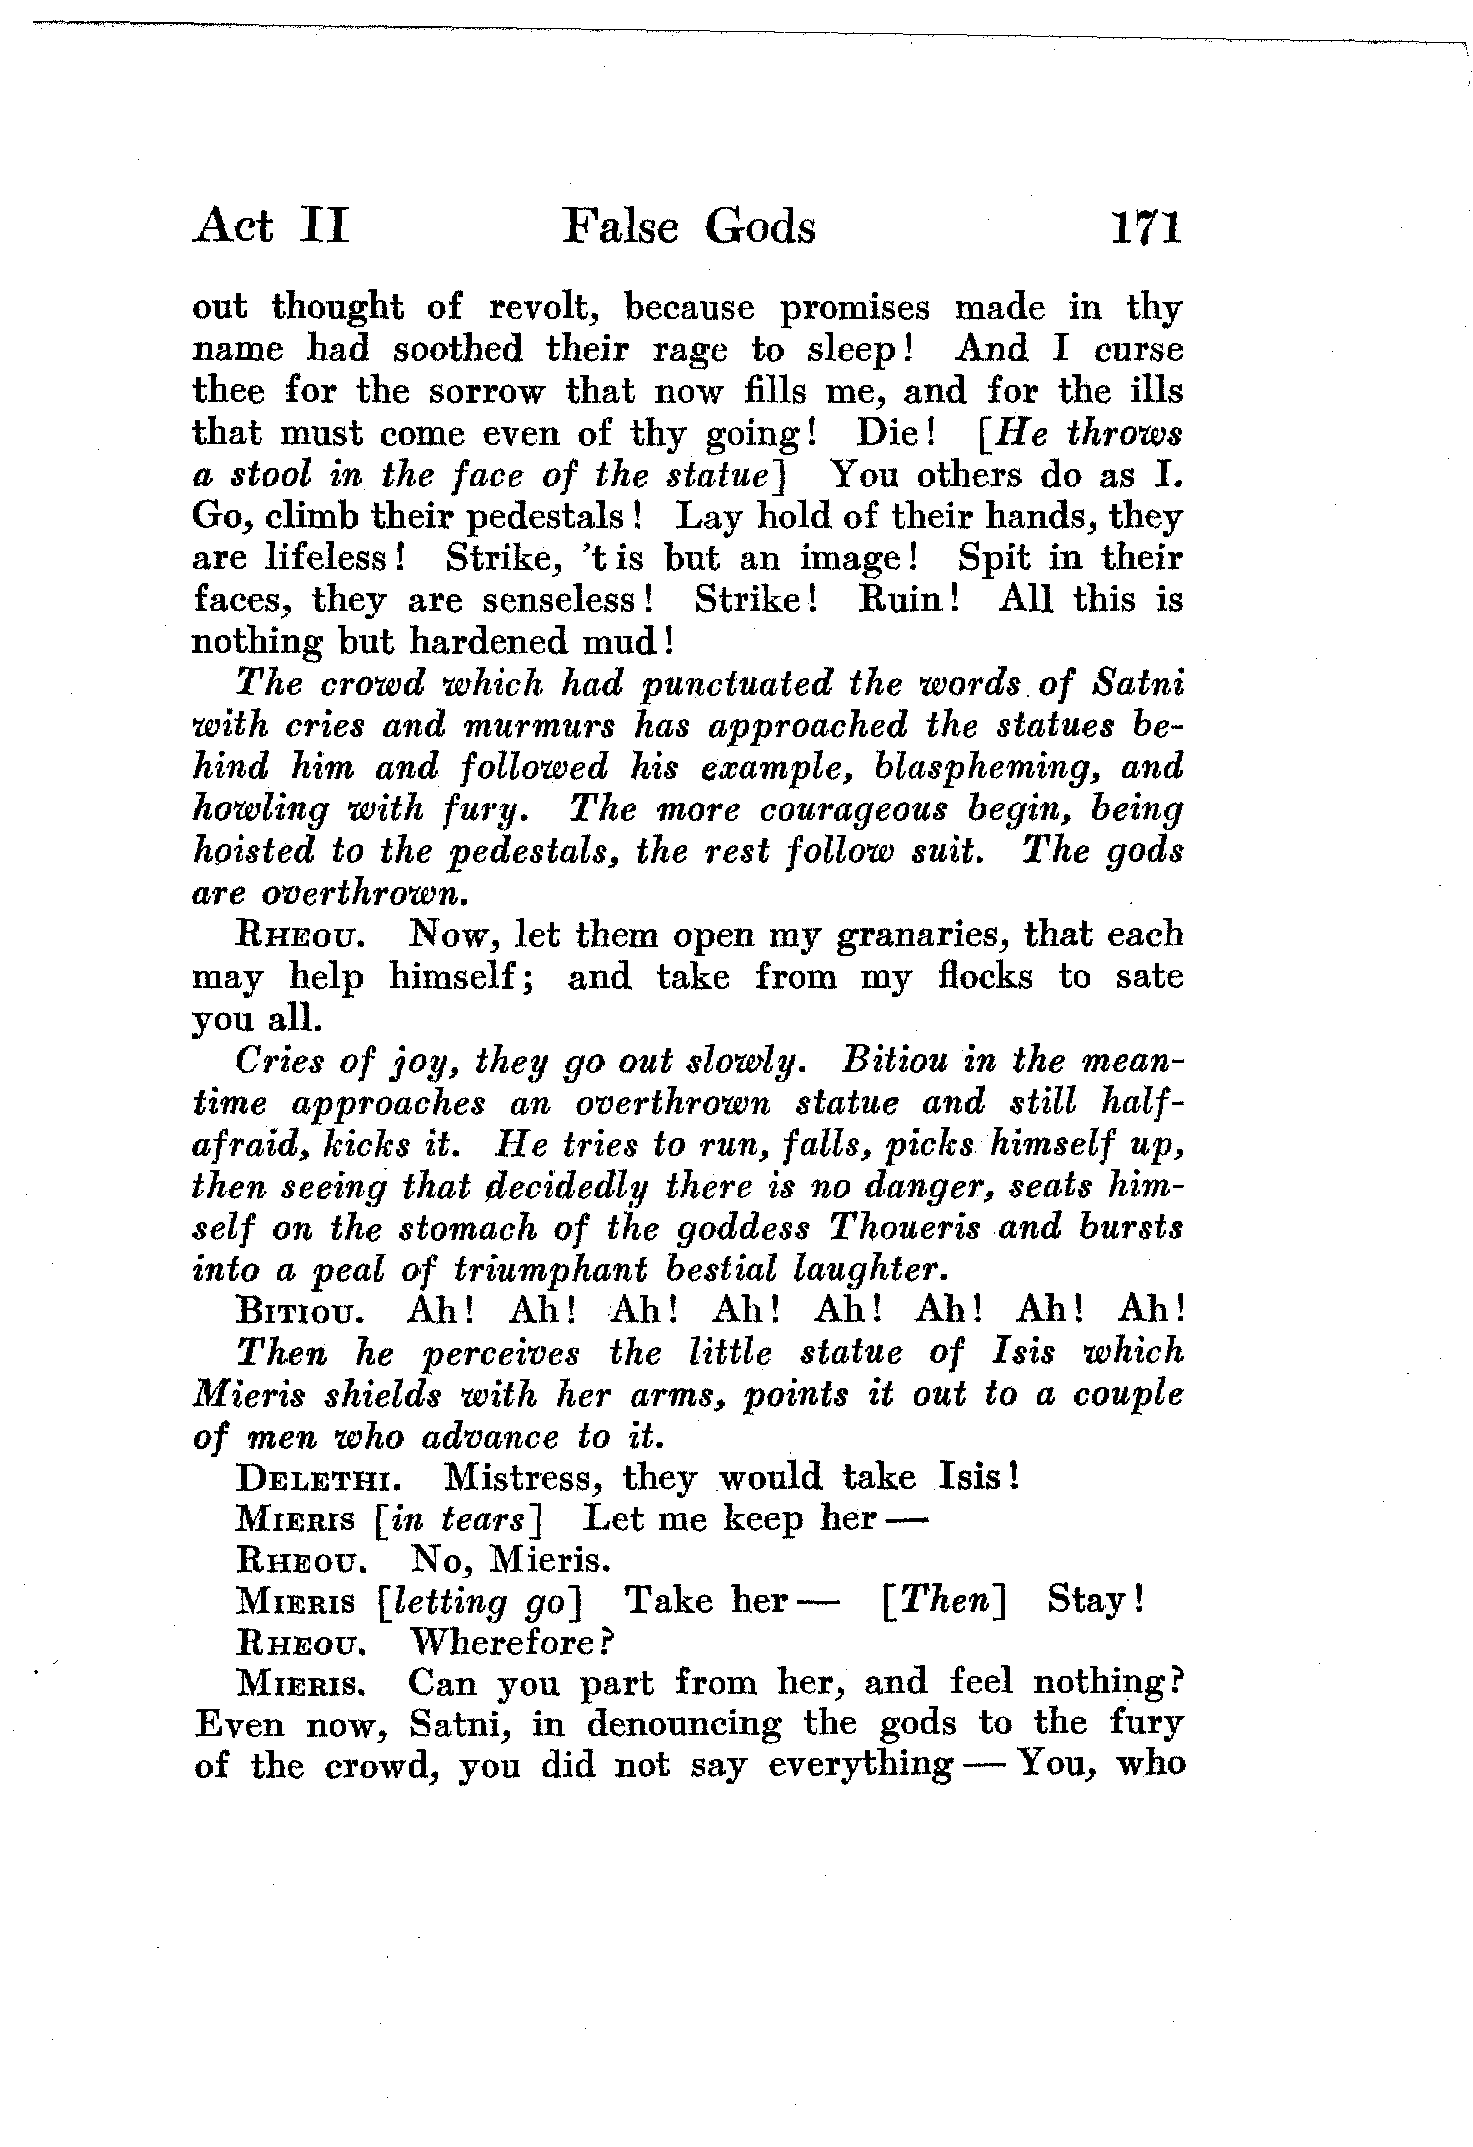 Act II False Gods 171
out thought of revolt, because promises made in thy
name had soothed their rage to sleep! And I curse
thee for the sorrow that now fills me, and for the ills
that must come even of thy going! Die! [He throws
a stool in the face of the statue] You others do as I.
Go, climb their pedestals! Lay hold of their hands, they
are lifeless! Strike, 't is but an image! Spit in their
faces, they are senseless! Strike! Ruin! All this is
nothing but hardened mud!
The crowd which had punctuated the words of Satni
with cries and murmurs has approached the statues be-
hind him and followed his example, blaspheming, and
howling with fury. The more courageous begin, being
hoisted to the pedestals, the rest follow suit. The gods
are overthrown.
RHEOU. Now, let them open my granaries, that each
may help himself; and take from my flocks to sate
you all.
Cries of joy, they go out slowly. Bitiou in the mean-
time approaches an overthrown statue and still half-
afraid, kicks it. He tries to run, falls, picks himself up,
then seeing that decidedly there is no danger, seats him-
self on the stomach of the goddess Thoueris and bursts
into a peal of triumphant bestial laughter.
BITIOU. Ah! Ah! Ah! Ah! Ah! Ah! Ah! Ah!
Then he perceives the little statue of Isis which
Mieris shields with her arms, points it out to a couple
of men who advance to it.
DELETHI. Mistress, they would take Isis!
MIERIS [in tears] Let me keep her —
RHEOU. No, Mieris.
MIERIS [letting go] Take her — [Then] Stay!
RHEOU. Wherefore?
MIERIS. Can you part from her, and feel nothing?
Even now, Satni, in denouncing the gods to the fury
of the crowd, you did not say everything — You, who